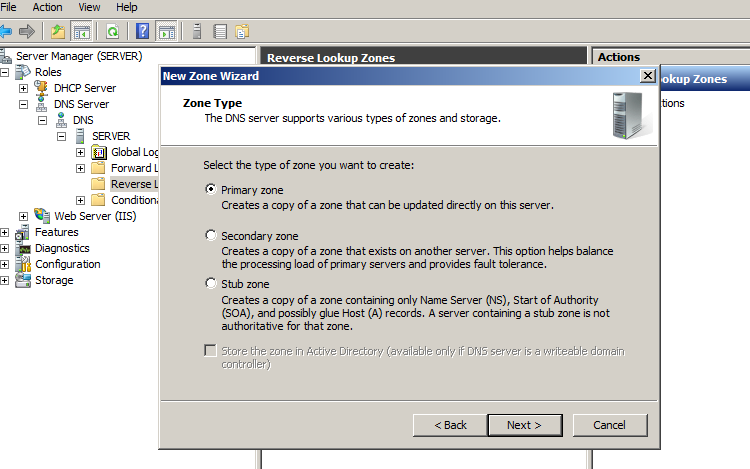 File Action View Help
Server Manager (SERVER)
Roles
DHCP Server
DNS Server
DNS
SERVER
Global Log
Forward L
Reverse L
Conditiona
Web Server (IIS)
Features
Diagnostics
Configuration
Storage
Reverse Lookup Zones
Actions
okup Zones
ctions
New Zone Wizard
Zone Type
The DNS server supports various types of zones and storage.
Select the type of zone you want to create:
Primary zone
Creates a copy of a zone that can be updated directly on this server.
Secondary zone
Creates a copy of a zone that exists on another server. This option helps balance
the processing load of primary servers and provides fault tolerance.
Stub zone
Creates a copy of a zone containing only Name Server (NS), Start of Authority
(SOA), and possibly glue Host (A) records. A server containing a stub zone is not
authoritative for that zone.
Store the zone in Active Directory (available only if DNS server is a writeable domain
controller)
< Back Next > Cancel